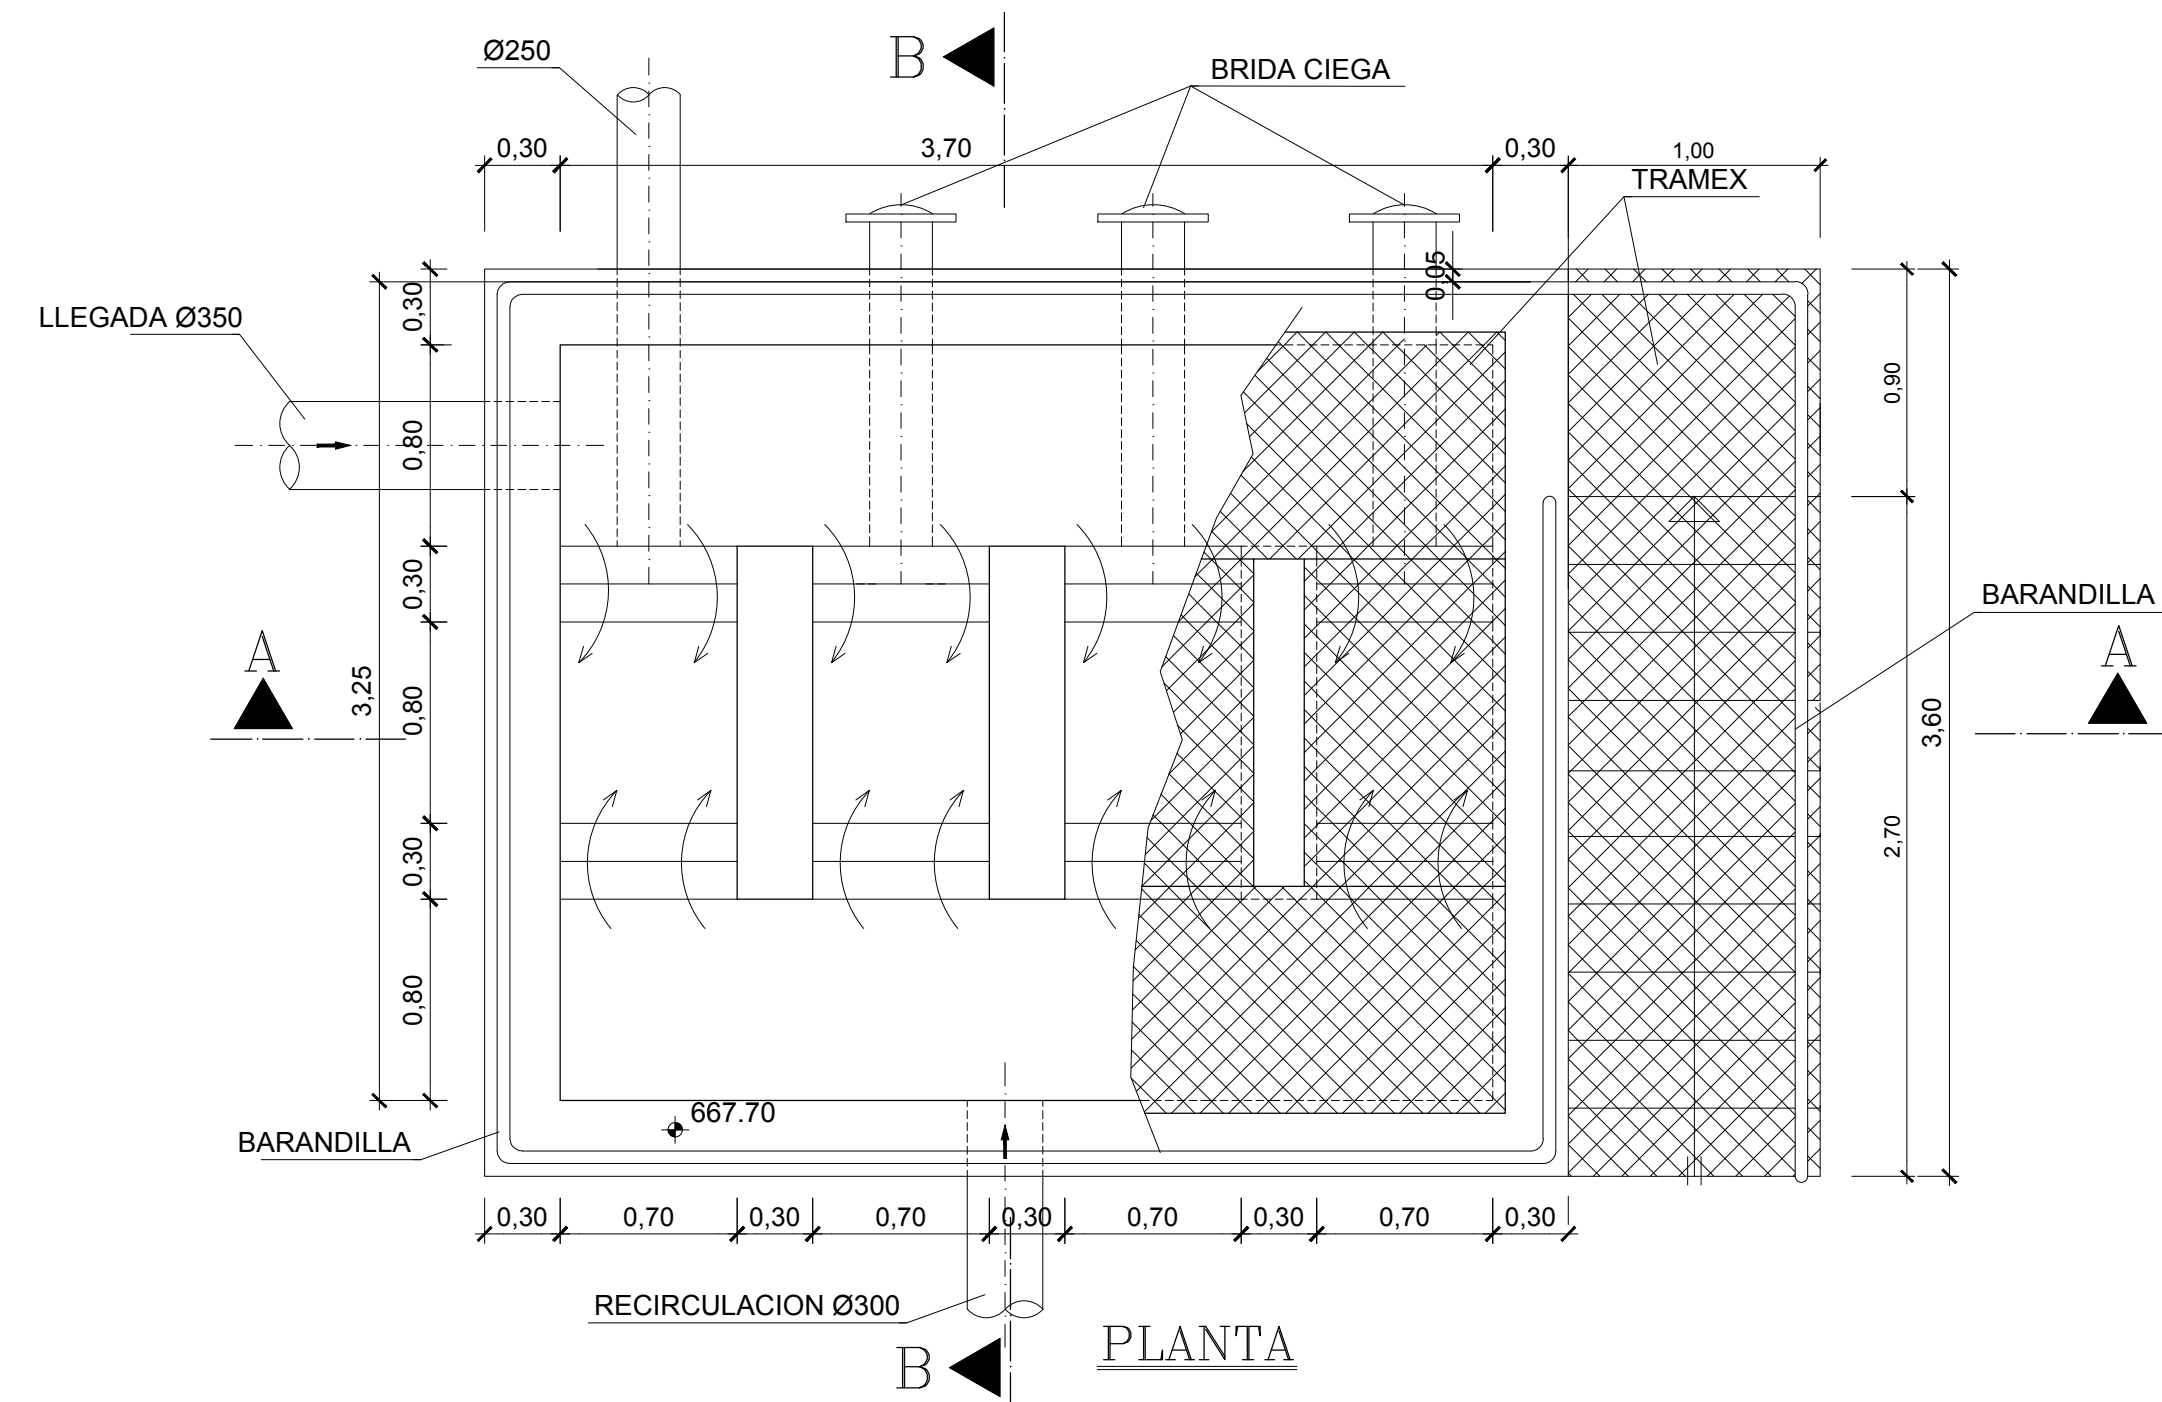 Ø250
B
BRIDA CIEGA
0,30
3,70
0,30
1,00
TRAMEX
0,05
0,30
LLEGADA Ø350
0,90
0,80
0,30
BARANDILLA
A
A
3,25
0,80
3,60
2,70
0,30
0,80
667.70
BARANDILLA
0,30
0,70
0,30
0,70
0,30
0,70
0,30
0,70
0,30
RECIRCULACION Ø300
PLANTA
B